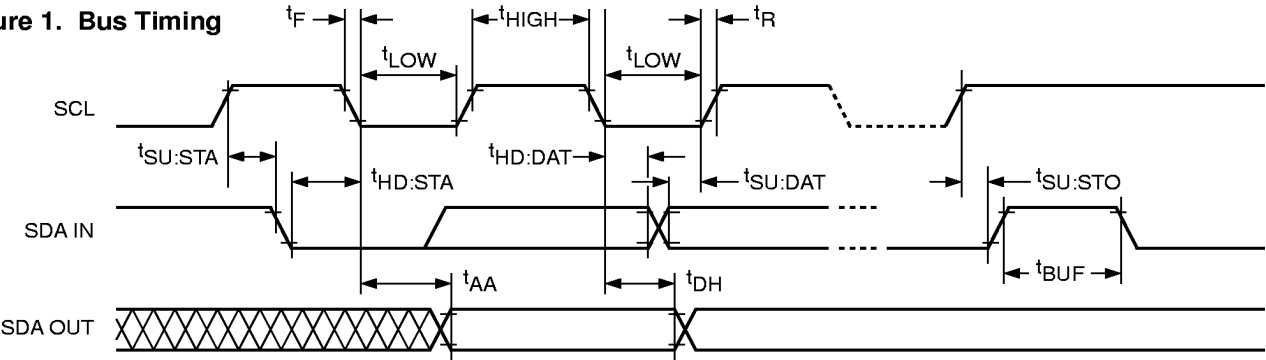 ure 1. Bus Timing
tF
tHIGH
tR
tLOW
tLOW
SCL
tSU:STA
tHD:DAT
tHD:STA
tSU:DAT
tSU:STO
SDA IN
tBUF
tAA
tDH
SDA OUT